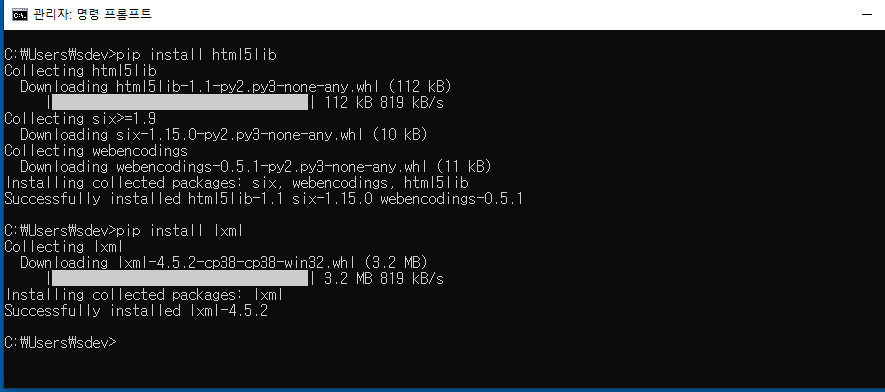 관리자: 명령 프롬프트
C:₩Users₩sdev>pip install html5lib
Collecting html5lib
  Downloading html5lib-1.1-py2.py3-none-any.whl (112 kB)
     |████████████████████████████████| 112 kB 819 kB/s
Collecting six>=1.9
  Downloading six-1.15.0-py2.py3-none-any.whl (10 kB)
Collecting webencodings
  Downloading webencodings-0.5.1-py2.py3-none-any.whl (11 kB)
Installing collected packages: six, webencodings, html5lib
Successfully installed html5lib-1.1 six-1.15.0 webencodings-0.5.1
C:₩Users₩sdev>pip install lxml
Collecting lxml
  Downloading lxml-4.5.2-cp38-cp38-win32.whl (3.2 MB)
     |████████████████████████████████| 3.2 MB 819 kB/s
Installing collected packages: lxml
Successfully installed lxml-4.5.2
C:₩Users₩sdev>